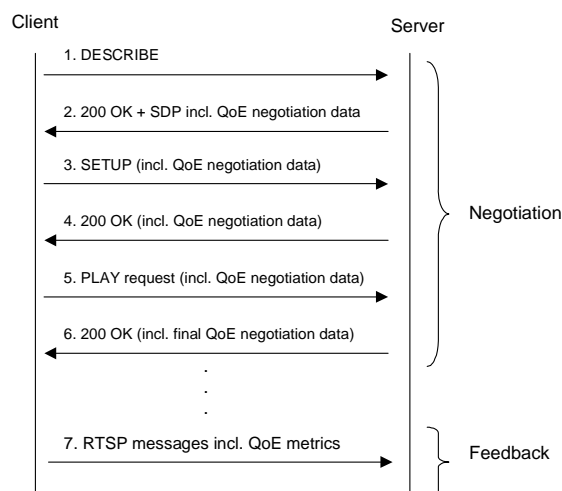 Client
Server
1. DESCRIBE
2. 200 OK + SDP incl. QoE negotiation data
3. SETUP (incl. QoE negotiation data)
4. 200 OK (incl. QoE negotiation data)
Negotiation
5. PLAY request (incl. QoE negotiation data)
6. 200 OK (incl. final QoE negotiation data)
.
.
.
7. RTSP messages incl. QoE metrics
Feedback